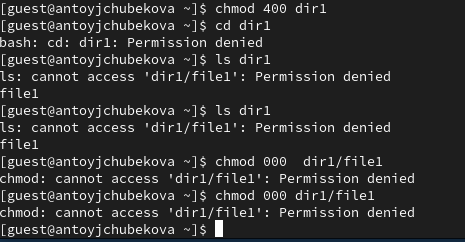 [guest@antoyjchubekova ~]$ chmod 400 dir1
[guest@antoyjchubekova ~]$ cd dir1
bash: cd: dir1: Permission denied
[guest@antoyjchubekova ~]$ ls dir1
ls: cannot access 'dir1/file1': Permission denied
file1
[guest@antoyjchubekova ~]$ ls dir1
ls: cannot access 'dir1/file1': Permission denied
file1
[guest@antoyjchubekova ~]$ chmod 000  dir1/file1
chmod: cannot access 'dir1/file1': Permission denied
[guest@antoyjchubekova ~]$ chmod 000 dir1/file1
chmod: cannot access 'dir1/file1': Permission denied
[guest@antoyjchubekova ~]$